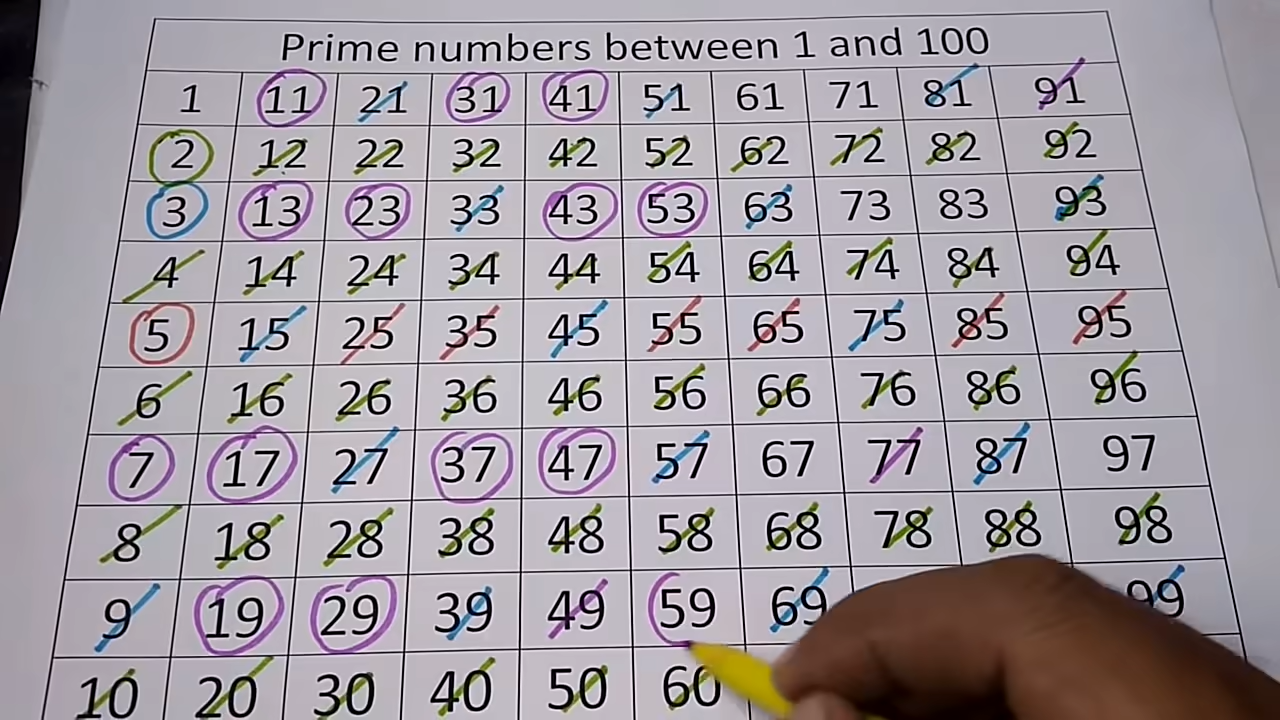 Prime numbers between 1 and 100
1 11 21 31 41 51 61 71 81 91
2 12 22 32 42 52 62 72 82 92
3 13 23 33 43 53 63 73 83 93
4 14 24 34 44 54 64 74 84 94
5 15 25 35 45 55 65 75 85 95
6 16 26 36 46 56 66 76 86 96
7 17 27 37 47 57 67 77 87 97
8 18 28 38 48 58 68 78 88 98
9 19 29 39 49 59 69 99
10 20 30 40 50 60